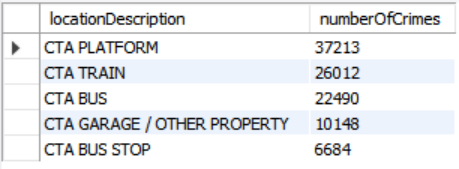 locationDescription numberOfCrimes
CTA PLATFORM 37213
CTA TRAIN 26012
CTA BUS 22490
CTA GARAGE / OTHER PROPERTY 10148
CTA BUS STOP 6684